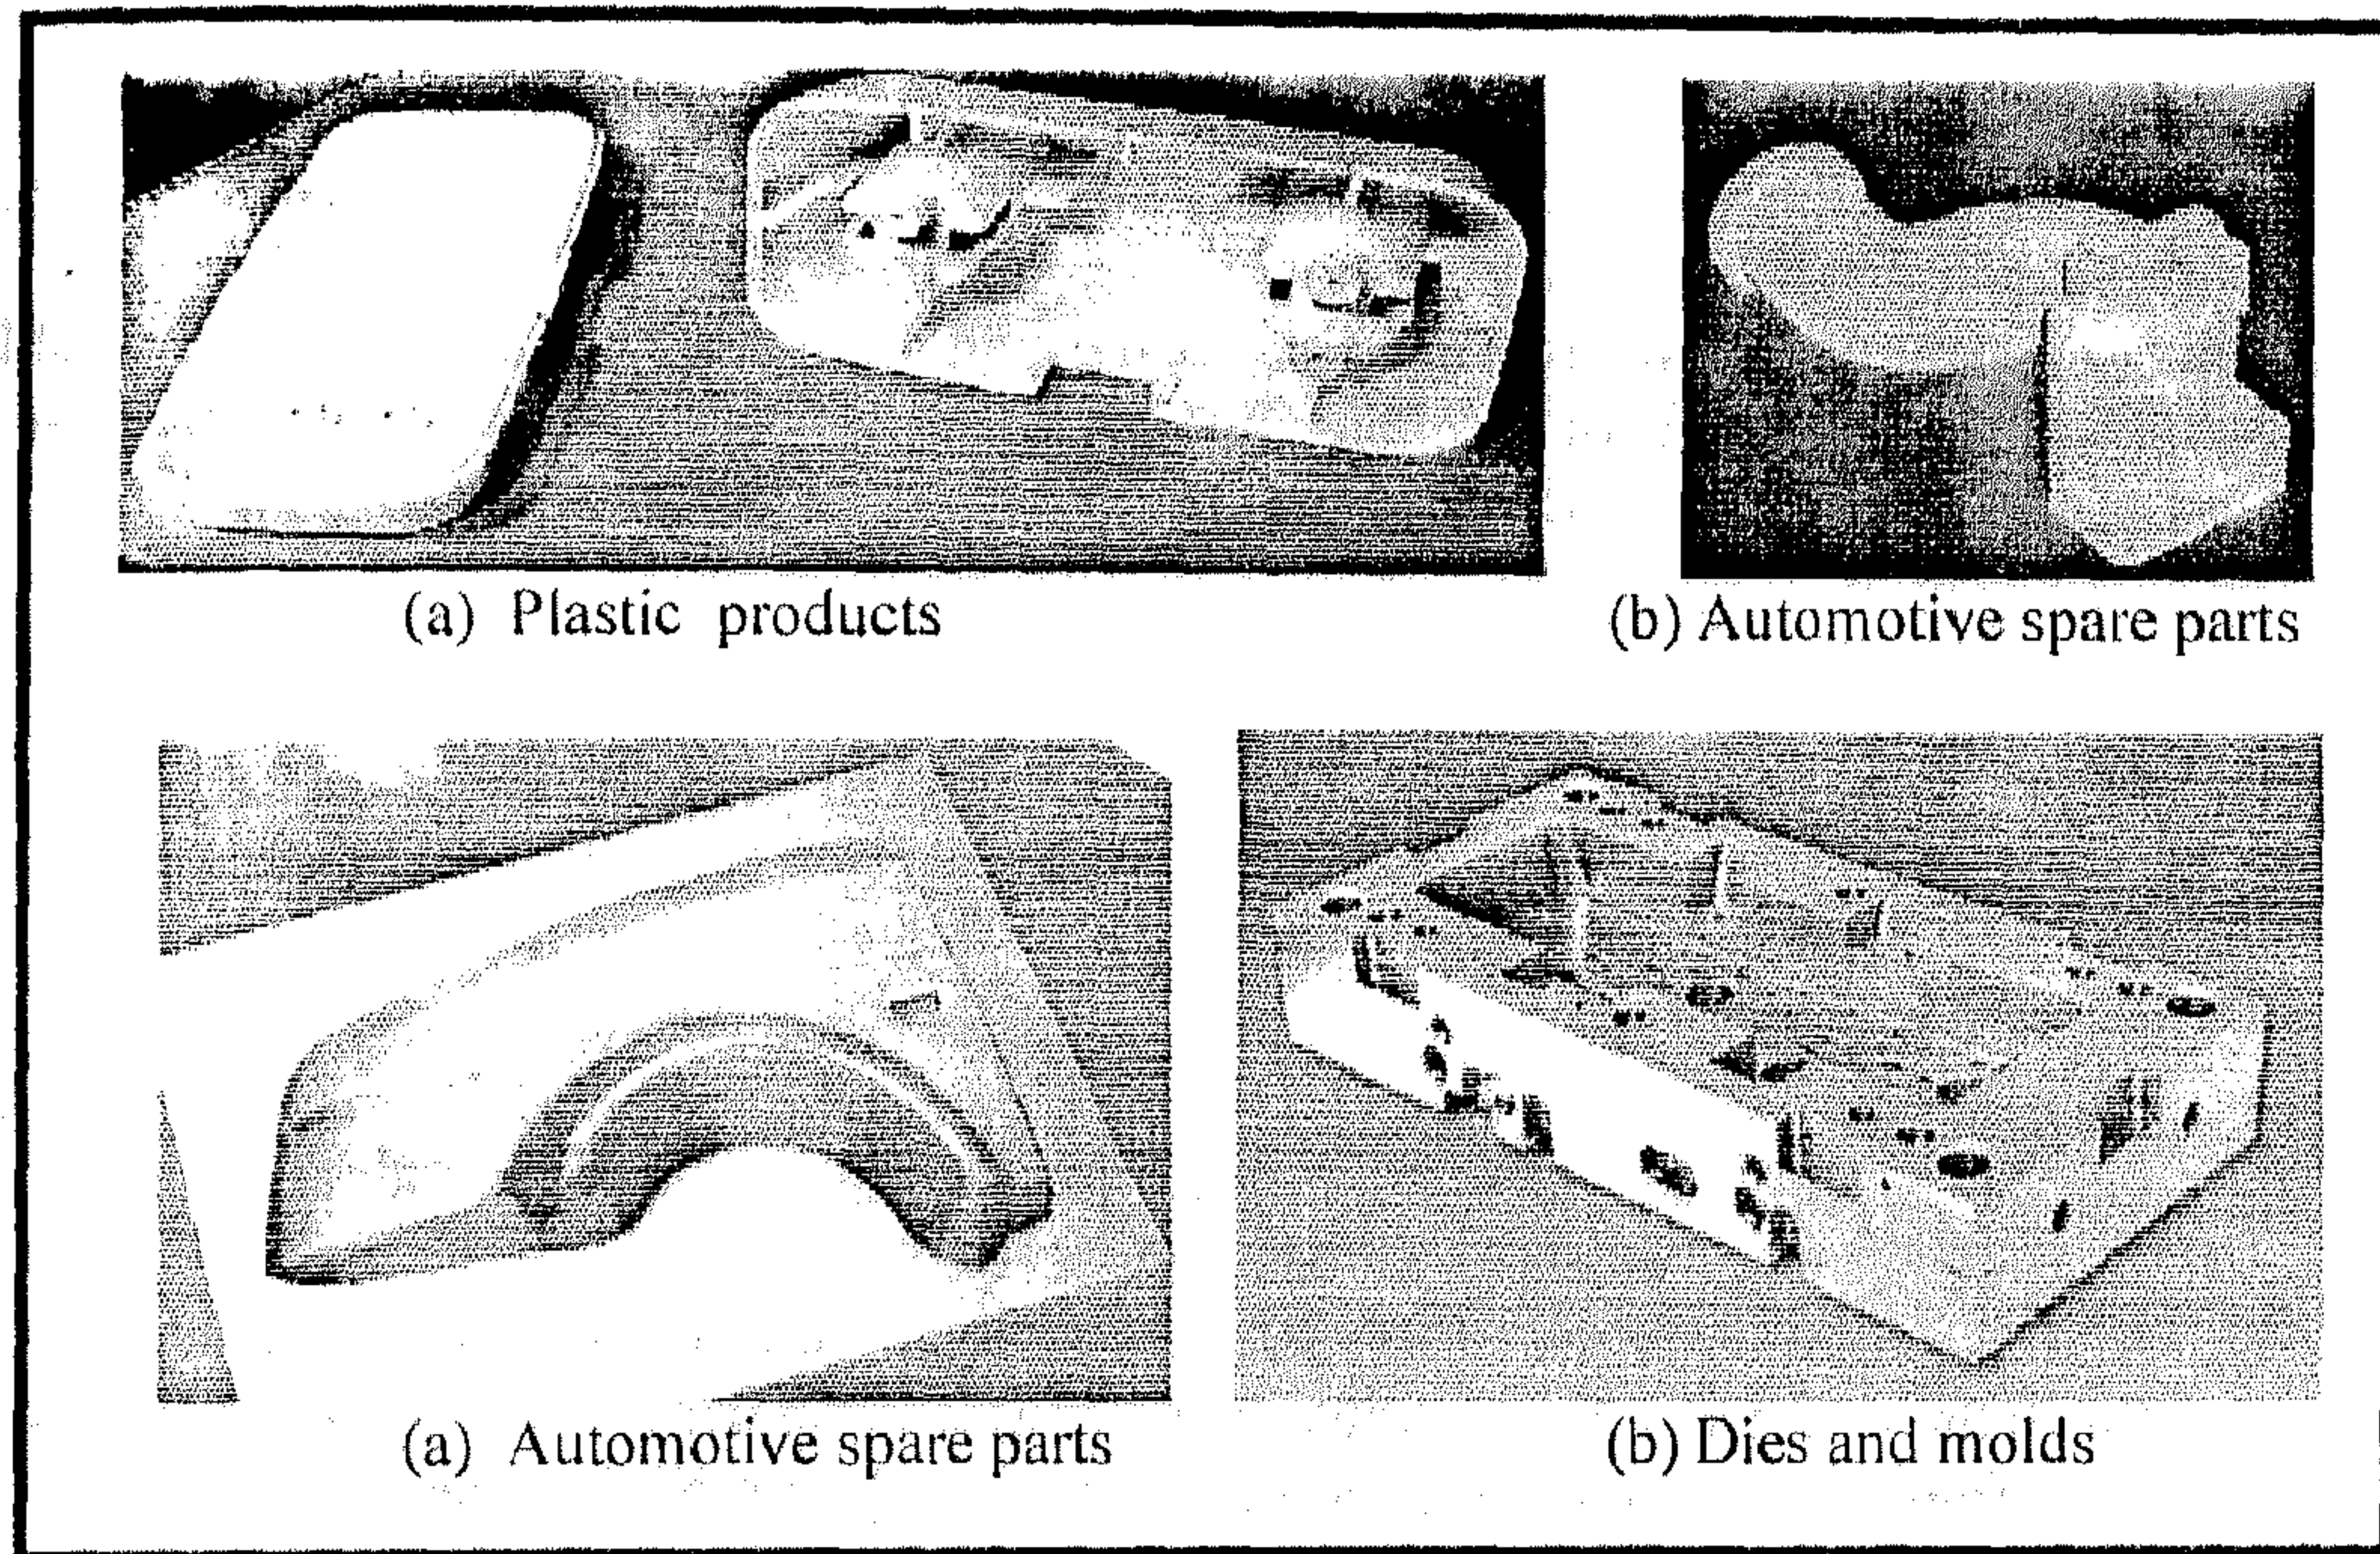 (a) Plastic products
(b) Automotive spare parts
(a) Automotive spare parts
(b) Dies and molds